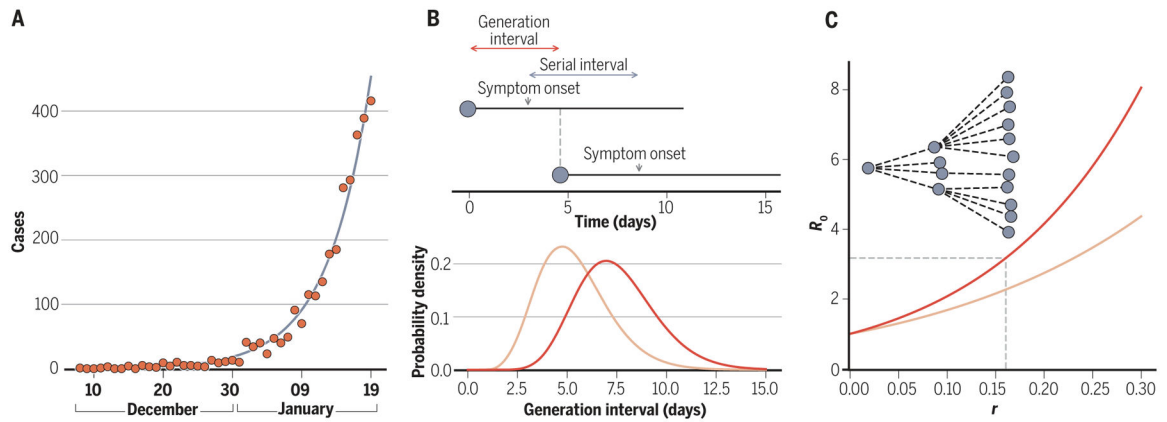 A
Cases
400
300
200
100
0
10 20 30 09 19
December January
B
Generation
interval
Serial interval
Symptom onset
Symptom onset
0 5 10 15
Time (days)
Probability density
0.2
0.1
0.0
0.0 2.5 5.0 7.5 10.0 12.5 15.0
Generation interval (days)
C
R0
8
6
4
2
0
0.00 0.05 0.10 0.15 0.20 0.25 0.30
r